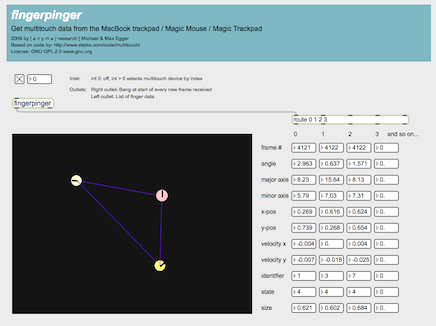 fingerpinger
Get multitouch data from the MacBook trackpad / Magic Mouse / Magic Trackpad
2009 by [ a n y m a | research ] Michael & Max Egger
Based on code by: http://www.steike.com/code/multitouch/
License: GNU GPL 2.0 www.gnu.org
0
Inlet: int 0: off, int > 0 selects multitouch device by index
Outlets: Right outlet: Bang at start of every new frame received
Left outlet: List of finger data
fingerpinger
route 0 1 2 3
0 1 2 3 and so on...
frame # 4121 4122 4122 0.
angle 2.963 0.637 1.571 0.
major axis 8.23 15.64 8.13 0.
minor axis 5.79 7.03 7.31 0.
x-pos 0.269 0.616 0.624 0.
y-pos 0.739 0.268 0.654 0.
velocity x -0.004 0. 0.004 0.
velocity y -0.007 -0.018 -0.025 0.
identifier 1 3 7 0.
state 4 4 4 0.
size 0.621 0.602 0.684 0.